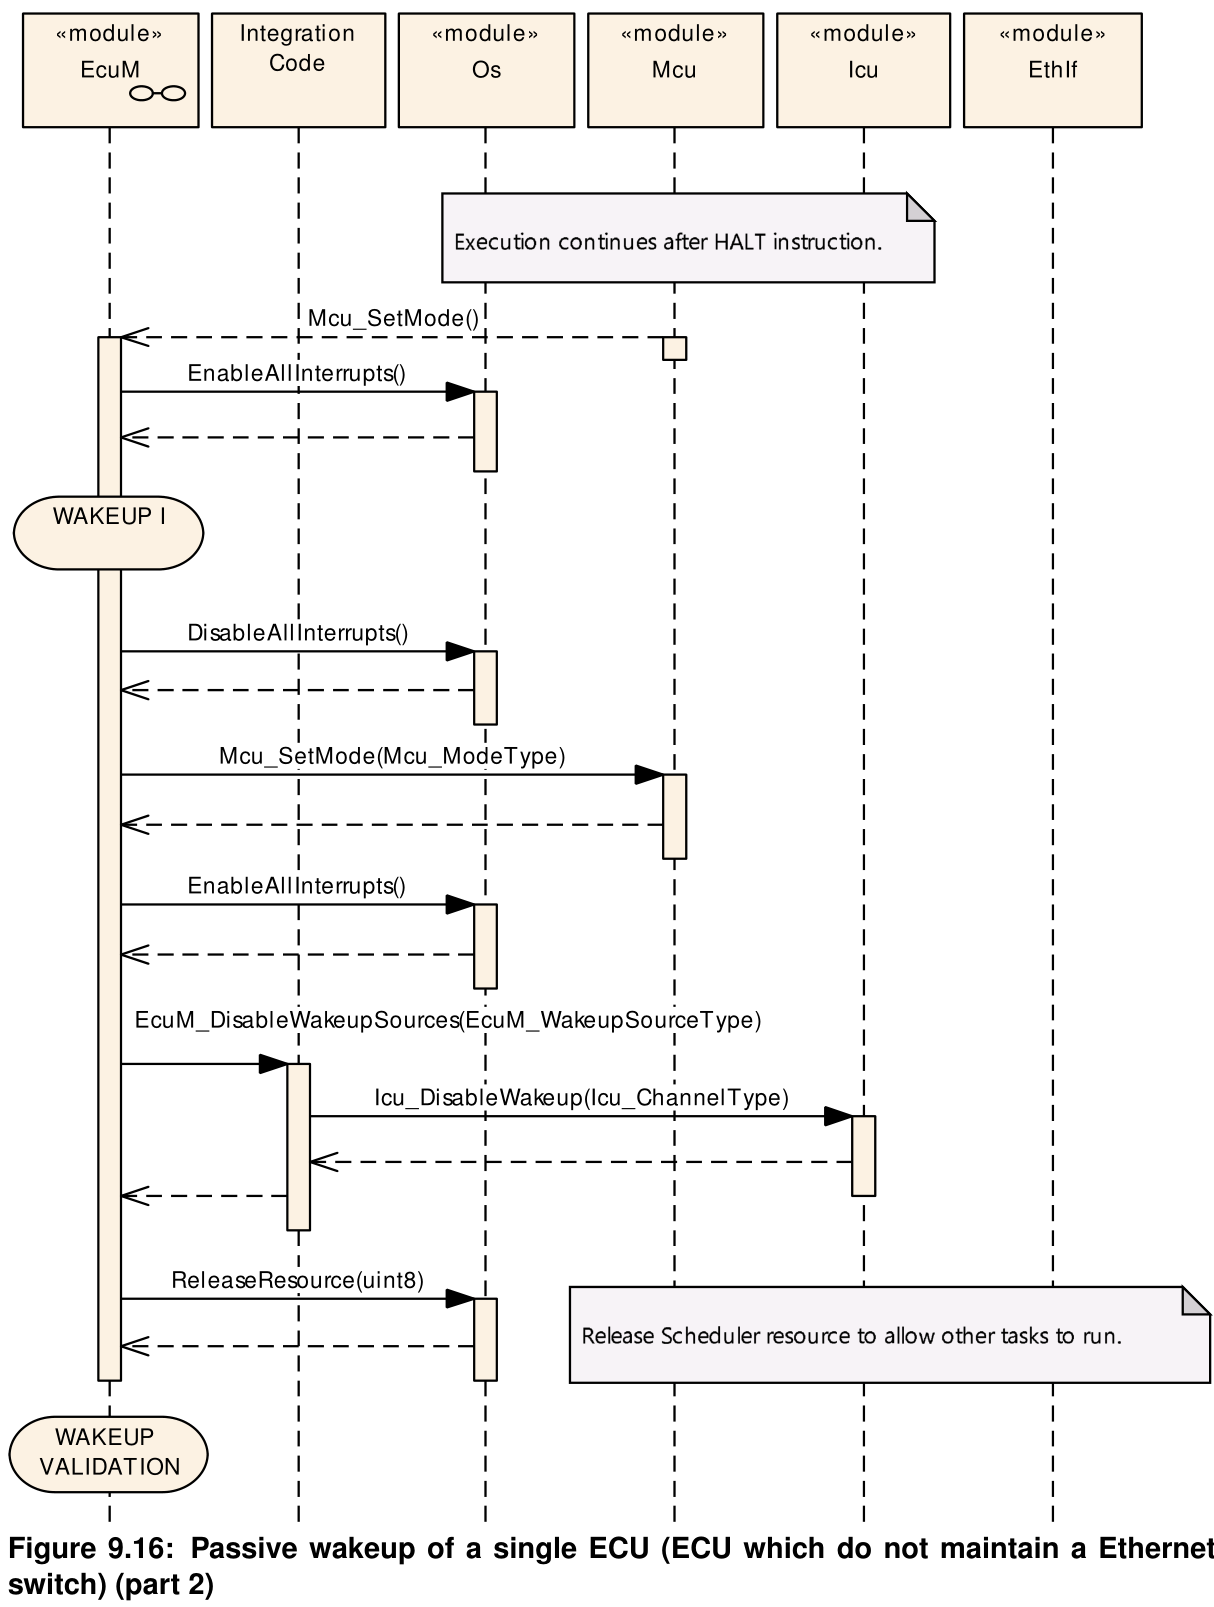 «module»
EcuM
Integration
Code
«module»
Os
«module»
Mcu
«module»
Icu
«module»
EthIf
Execution continues after HALT instruction.
Mcu_SetMode()
EnableAllInterrupts()
WAKEUP I
DisableAllInterrupts()
Mcu_SetMode(Mcu_ModeType)
EnableAllInterrupts()
EcuM_DisableWakeupSources(EcuM_WakeupSourceType)
Icu_DisableWakeup(Icu_ChannelType)
ReleaseResource(uint8)
Release Scheduler resource to allow other tasks to run.
WAKEUP
VALIDATION
Figure 9.16: Passive wakeup of a single ECU (ECU which do not maintain a Ethernet
switch) (part 2)